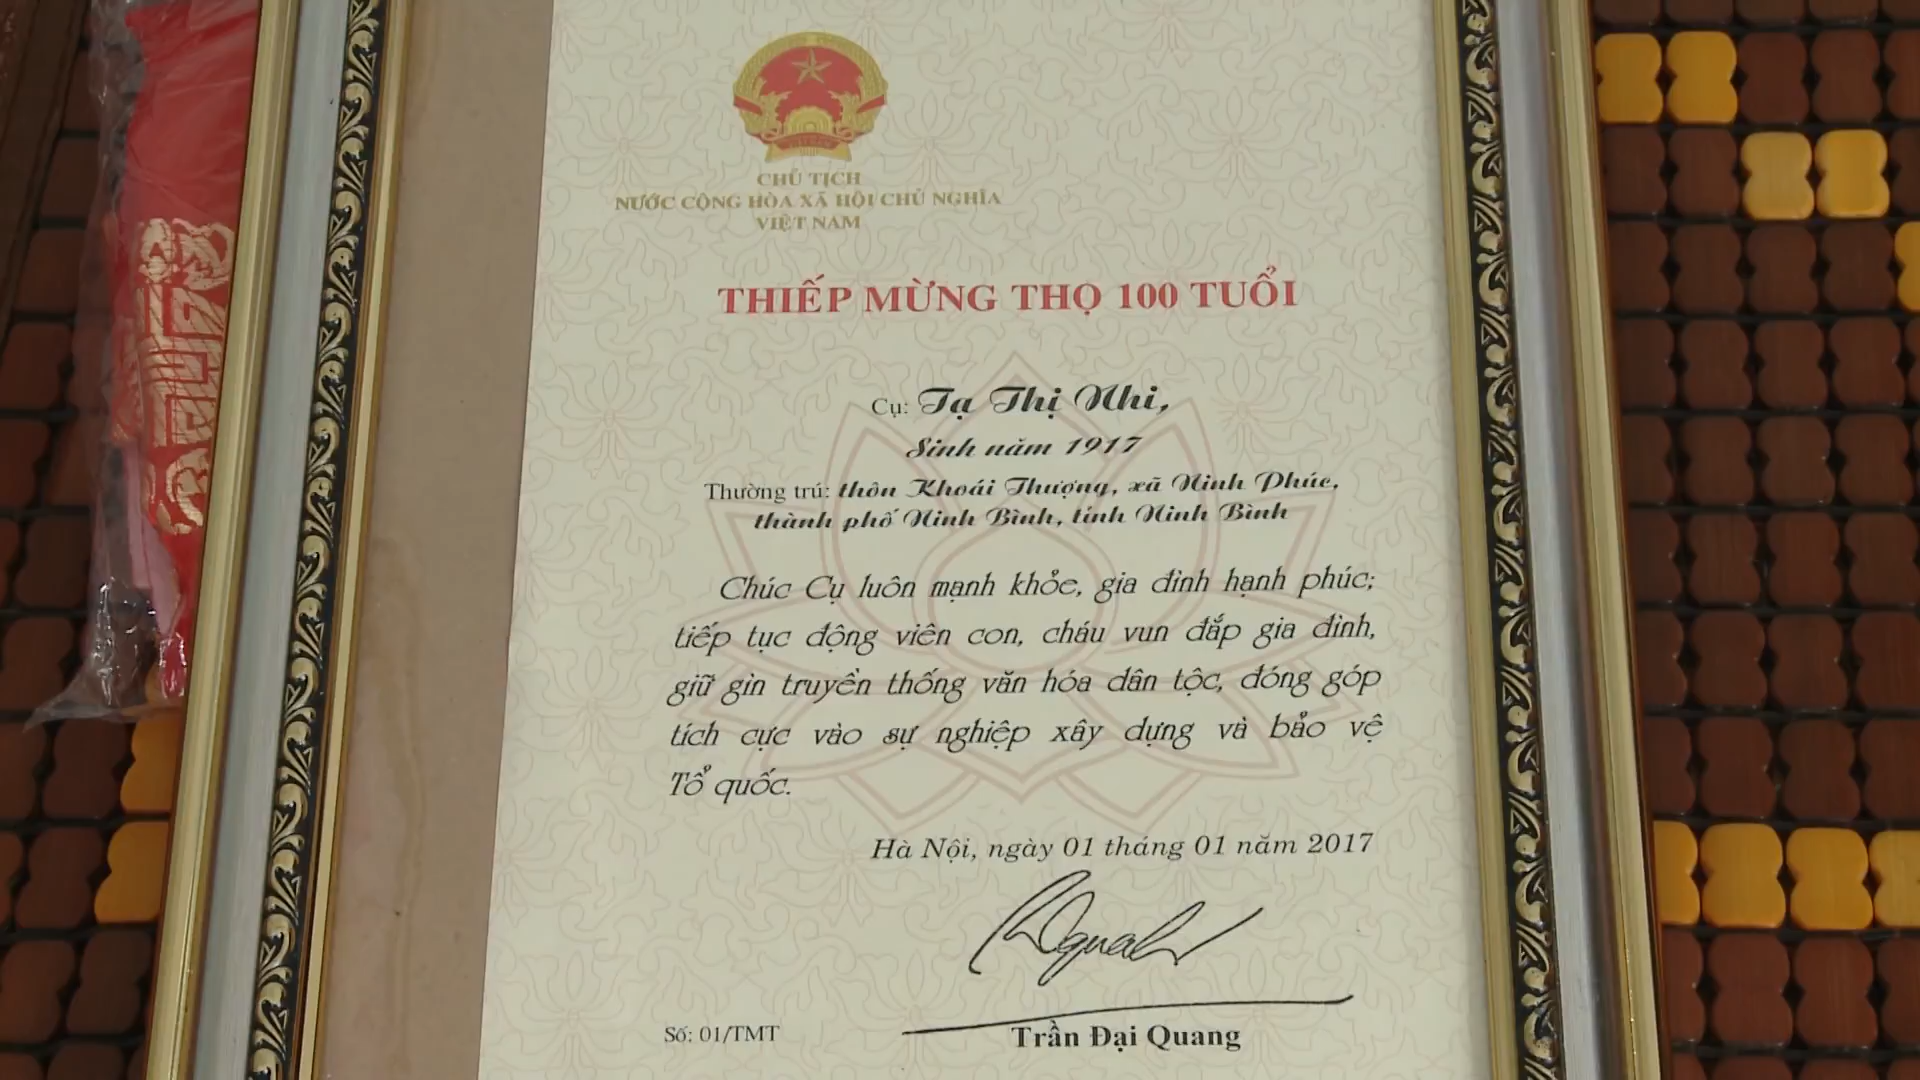 CHỦ TỊCH
NƯỚC CỘNG HÒA XÃ HỘI CHỦ NGHĨA
VIỆT NAM
THIẾP MỪNG THỌ 100 TUỔI
Cụ: Tạ Thị Nhi,
Sinh năm 1917
Thường trú: thôn Khoái Thượng, xã Ninh Phúc,
thành phố Ninh Bình, tỉnh Ninh Bình
Chúc Cụ luôn mạnh khỏe, gia đình hạnh phúc;
tiếp tục động viên con, cháu vun đắp gia đình,
giữ gìn truyền thống văn hóa dân tộc, đóng góp
tích cực vào sự nghiệp xây dựng và bảo vệ
Tổ quốc.
Hà Nội, ngày 01 tháng 01 năm 2017
Số: 01/TMT
Trần Đại Quang